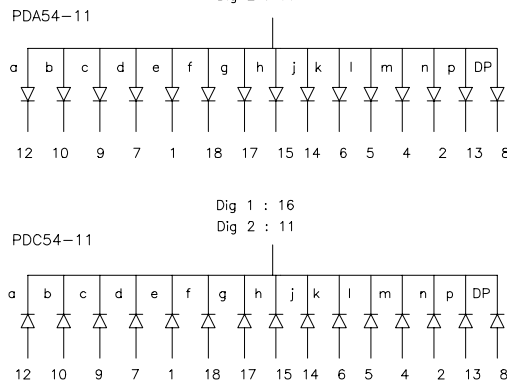 PDA54-11
a b c d e f g h j k l m n p DP
12 10 9 7 1 18 17 15 14 6 5 4 2 13 8
Dig 1 : 16
Dig 2 : 11
PDC54-11
a b c d e f g h j k l m n p DP
12 10 9 7 1 18 17 15 14 6 5 4 2 13 8